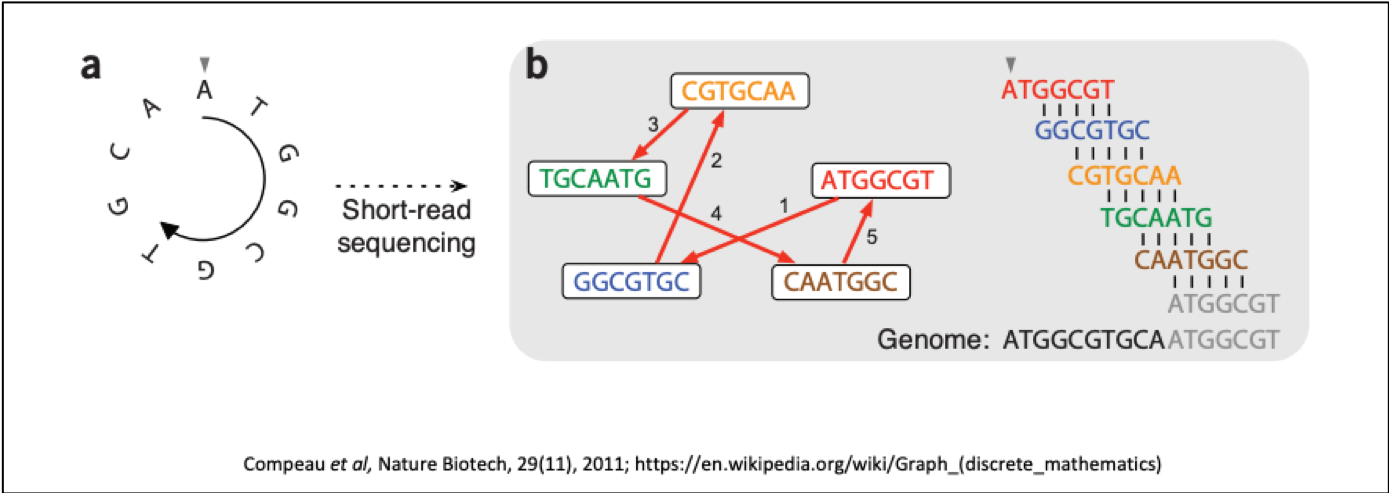 a
A
T
G
G
C
G
T
G
C
A
Short-read
sequencing
b
CGTGCAA
TGCAATG
ATGGCGT
GGCGTGC
CAATGGC
3
2
1
4
5
ATGGCGT
GGCGTGC
CGTGCAA
TGCAATG
CAATGGC
ATGGCGT
Genome: ATGGCGTGCAATGGCGT
Compeau et al, Nature Biotech, 29(11), 2011; https://en.wikipedia.org/wiki/Graph_(discrete_mathematics)